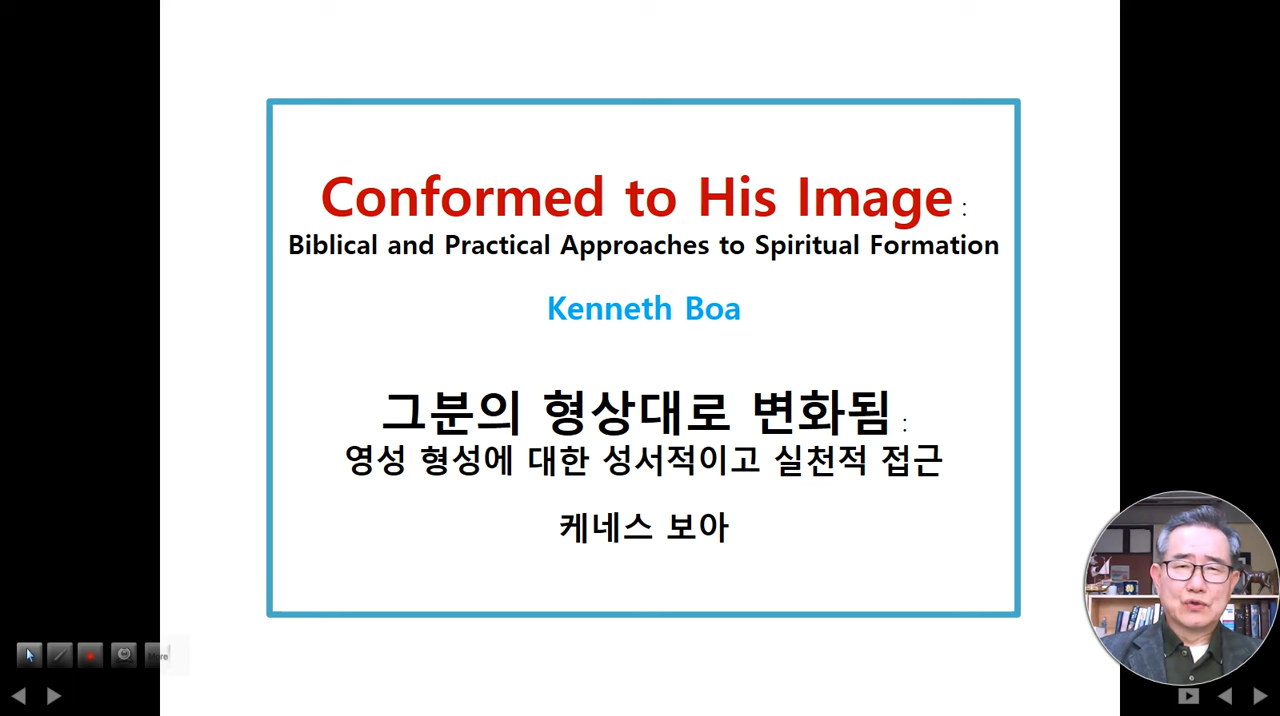 Conformed to His Image :
Biblical and Practical Approaches to Spiritual Formation
Kenneth Boa
그분의 형상대로 변화됨 :
영성 형성에 대한 성서적이고 실천적 접근
케네스 보아
More